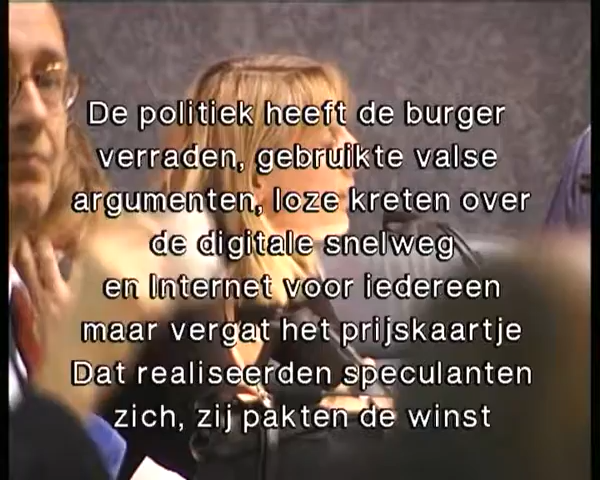 De politiek heeft de burger
verraden, gebruikte valse
argumenten, loze kreten over
de digitale snelweg
en Internet voor iedereen
maar vergat het prijskaartje
Dat realiseerden speculanten
zich, zij pakten de winst